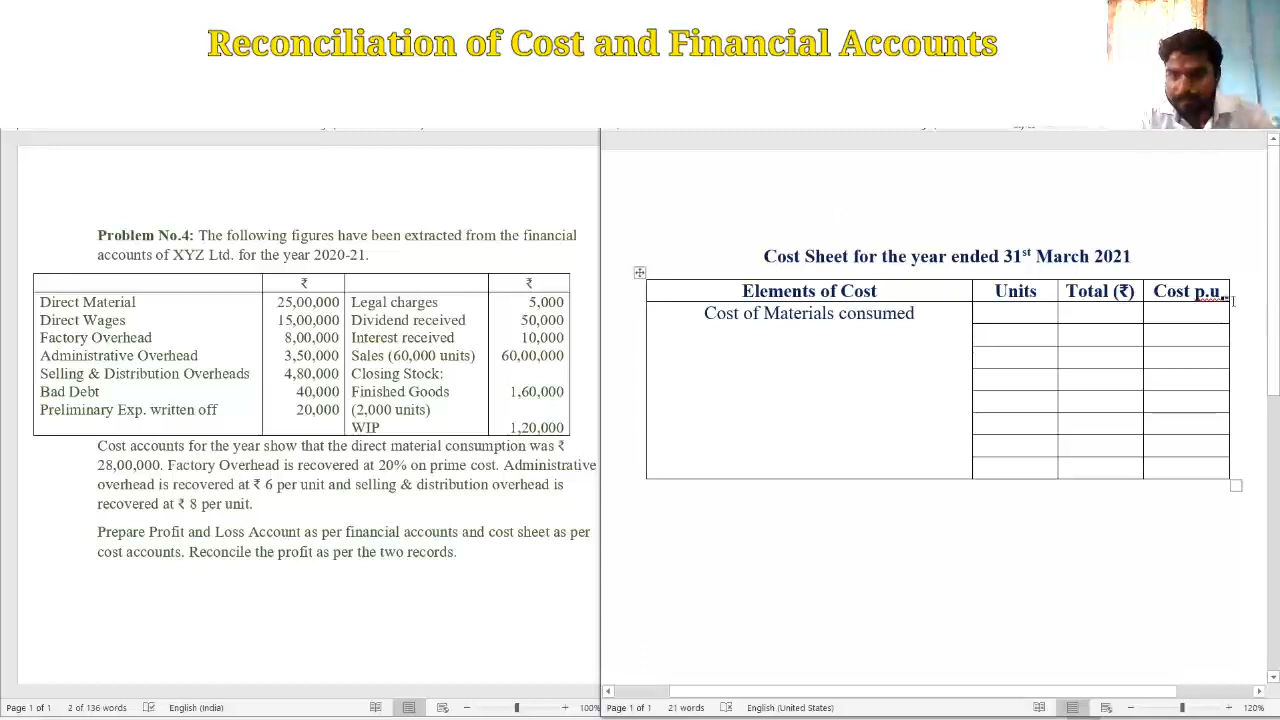 Reconciliation of Cost and Financial Accounts
Problem No.4: The following figures have been extracted from the financial
accounts of XYZ Ltd. for the year 2020-21.
₹ ₹
Direct Material 25,00,000 Legal charges 5,000
Direct Wages 15,00,000 Dividend received 50,000
Factory Overhead 8,00,000 Interest received 10,000
Administrative Overhead 3,50,000 Sales (60,000 units) 60,00,000
Selling & Distribution Overheads 4,80,000 Closing Stock:
Bad Debt 40,000 Finished Goods 1,60,000
Preliminary Exp. written off 20,000 (2,000 units)
WIP 1,20,000
Cost accounts for the year show that the direct material consumption was ₹
28,00,000. Factory Overhead is recovered at 20% on prime cost. Administrative
overhead is recovered at ₹ 6 per unit and selling & distribution overhead is
recovered at ₹ 8 per unit.
Prepare Profit and Loss Account as per financial accounts and cost sheet as per
cost accounts. Reconcile the profit as per the two records.
Page 1 of 1 2 of 136 words English (India) 100%
Cost Sheet for the year ended 31st March 2021
Elements of Cost Units Total (₹) Cost p.u.
Cost of Materials consumed
Page 1 of 1 21 words English (United States) 120%